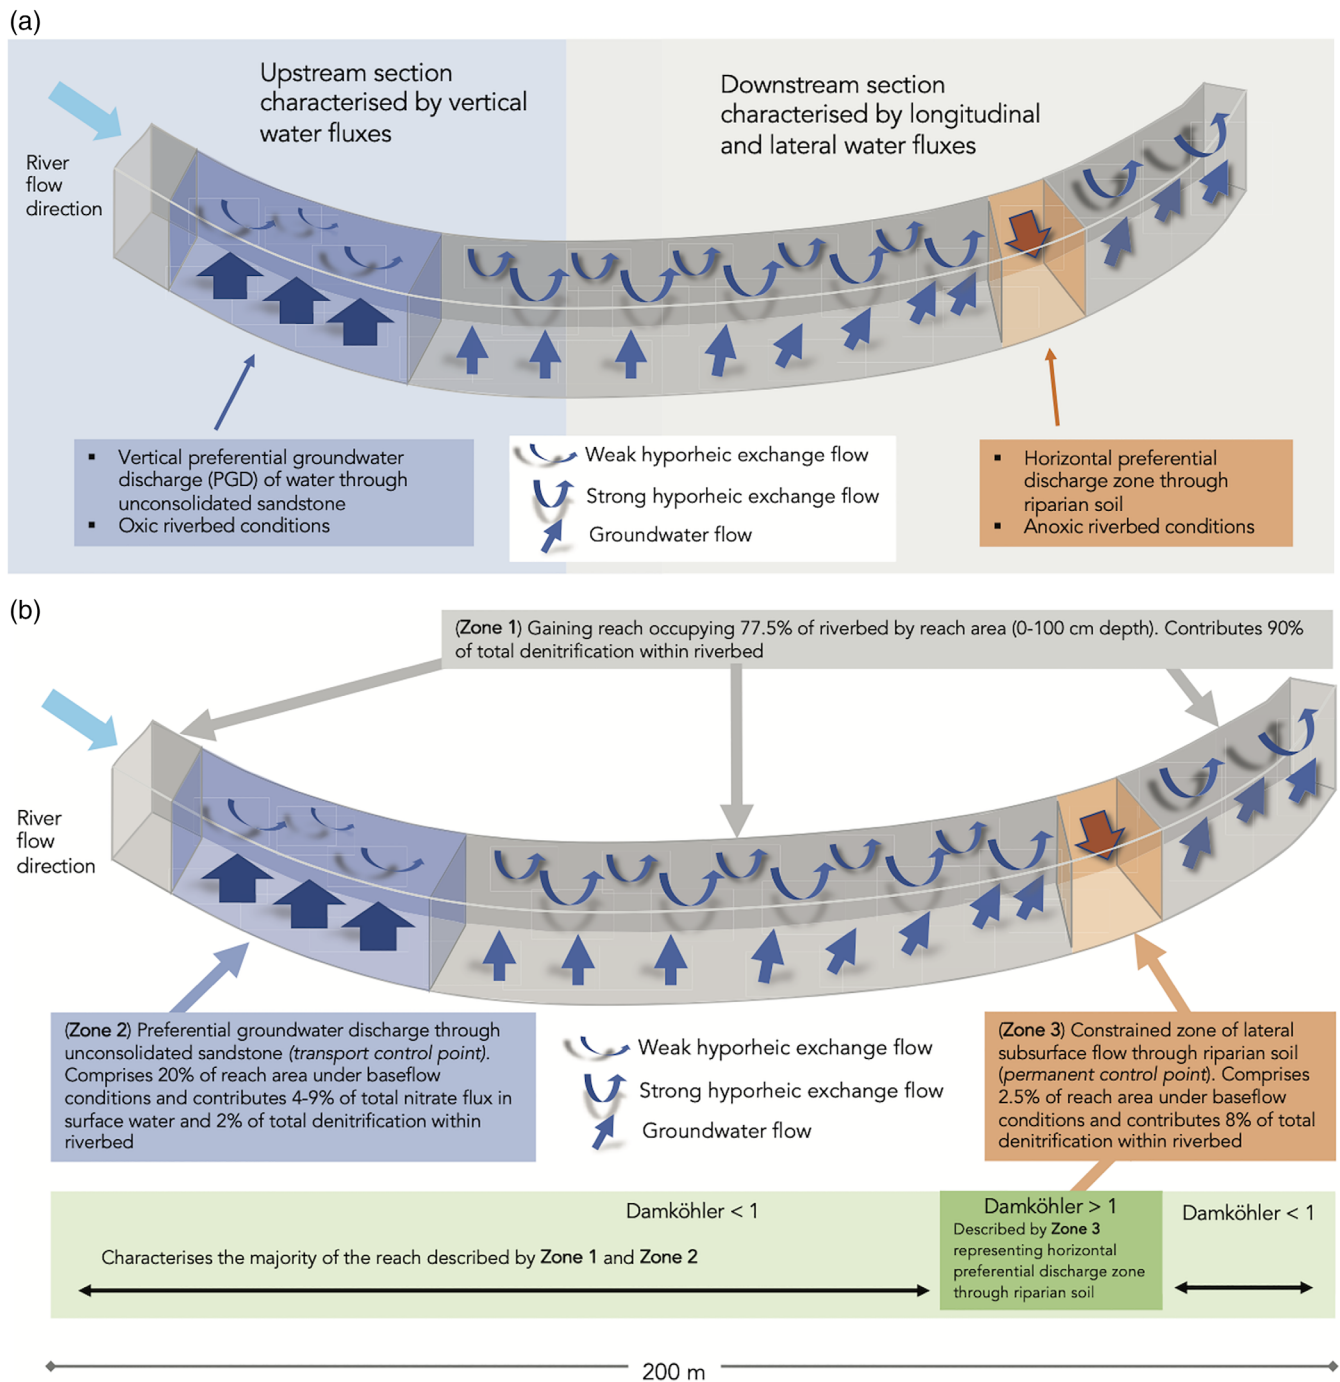 (a)
Upstream section
characterised by vertical
water fluxes
Downstream section
characterised by longitudinal
and lateral water fluxes
River
flow
direction
▪ Vertical preferential groundwater
discharge (PGD) of water through
unconsolidated sandstone
▪ Oxic riverbed conditions
Weak hyporheic exchange flow
Strong hyporheic exchange flow
Groundwater flow
▪ Horizontal preferential
discharge zone through
riparian soil
▪ Anoxic riverbed conditions
(b)
(Zone 1) Gaining reach occupying 77.5% of riverbed by reach area (0-100 cm depth). Contributes 90%
of total denitrification within riverbed
River
flow
direction
(Zone 2) Preferential groundwater discharge through
unconsolidated sandstone (transport control point).
Comprises 20% of reach area under baseflow
conditions and contributes 4-9% of total nitrate flux in
surface water and 2% of total denitrification within
riverbed
Weak hyporheic exchange flow
Strong hyporheic exchange flow
Groundwater flow
(Zone 3) Constrained zone of lateral
subsurface flow through riparian soil
(permanent control point). Comprises
2.5% of reach area under baseflow
conditions and contributes 8% of total
denitrification within riverbed
Damköhler < 1
Characterises the majority of the reach described by Zone 1 and Zone 2
Damköhler > 1
Described by Zone 3
representing horizontal
preferential discharge zone
through riparian soil
Damköhler < 1
200 m